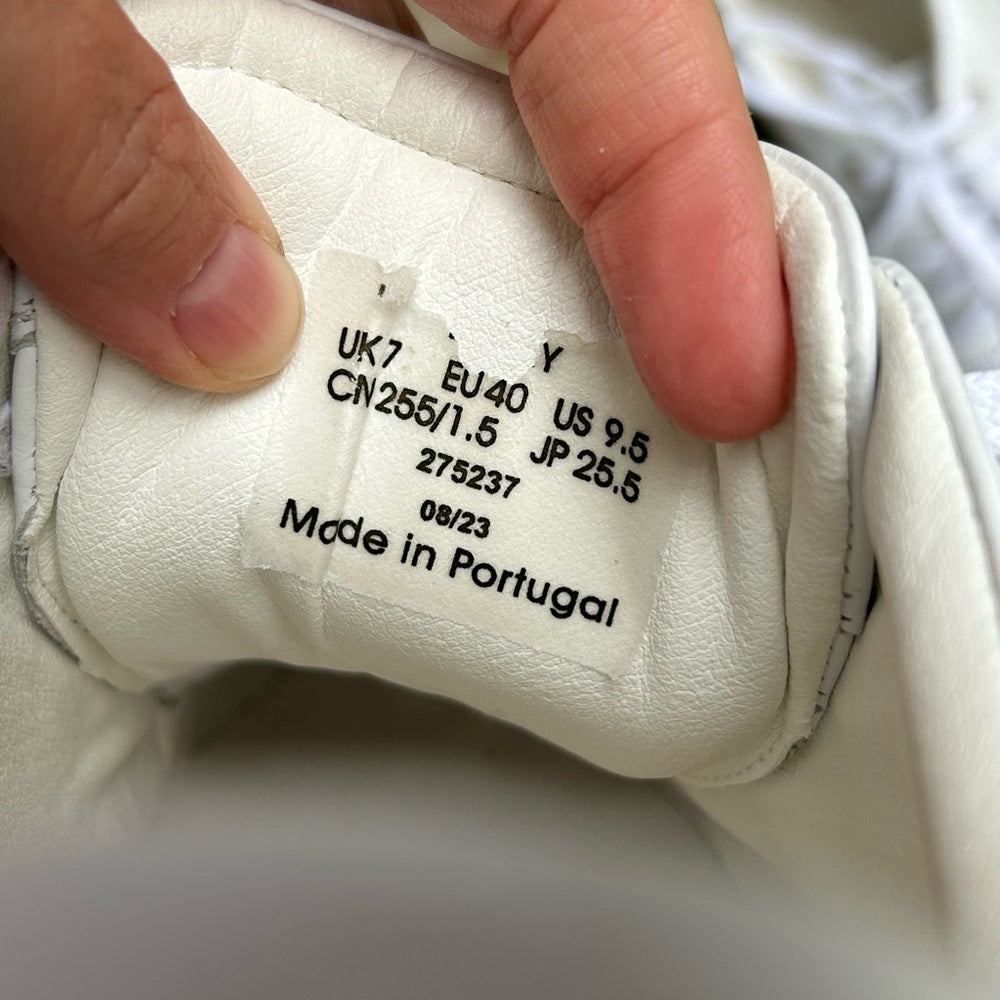 Y
UK7 EU40 US 9.5
CN255/1.5 JP 25.5
275237
08/23
Made in Portugal